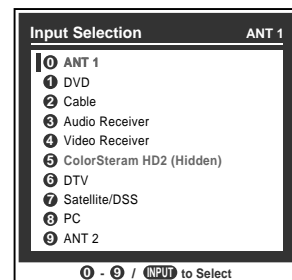 Input Selection ANT 1
0 ANT 1
1 DVD
2 Cable
3 Audio Receiver
4 Video Receiver
5 ColorSteram HD2 (Hidden)
6 DTV
7 Satellite/DSS
8 PC
9 ANT 2
0 - 9 / INPUT to Select